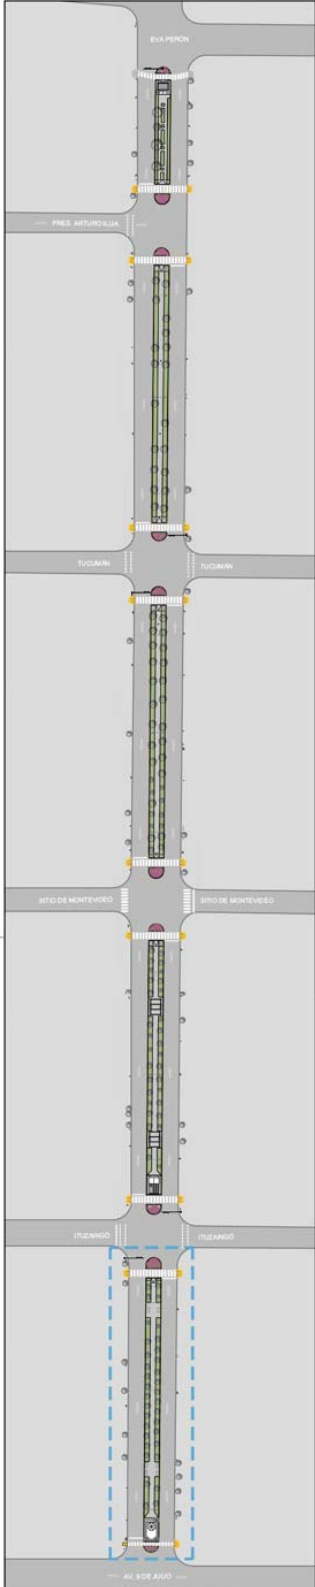 EVA PERÓN
PRES. ARTURO ILLIA
TUCUMÁN
TUCUMÁN
SITIO DE MONTEVIDEO
SITIO DE MONTEVIDEO
ITUZAINGÓ
ITUZAINGÓ
AV. 9 DE JULIO